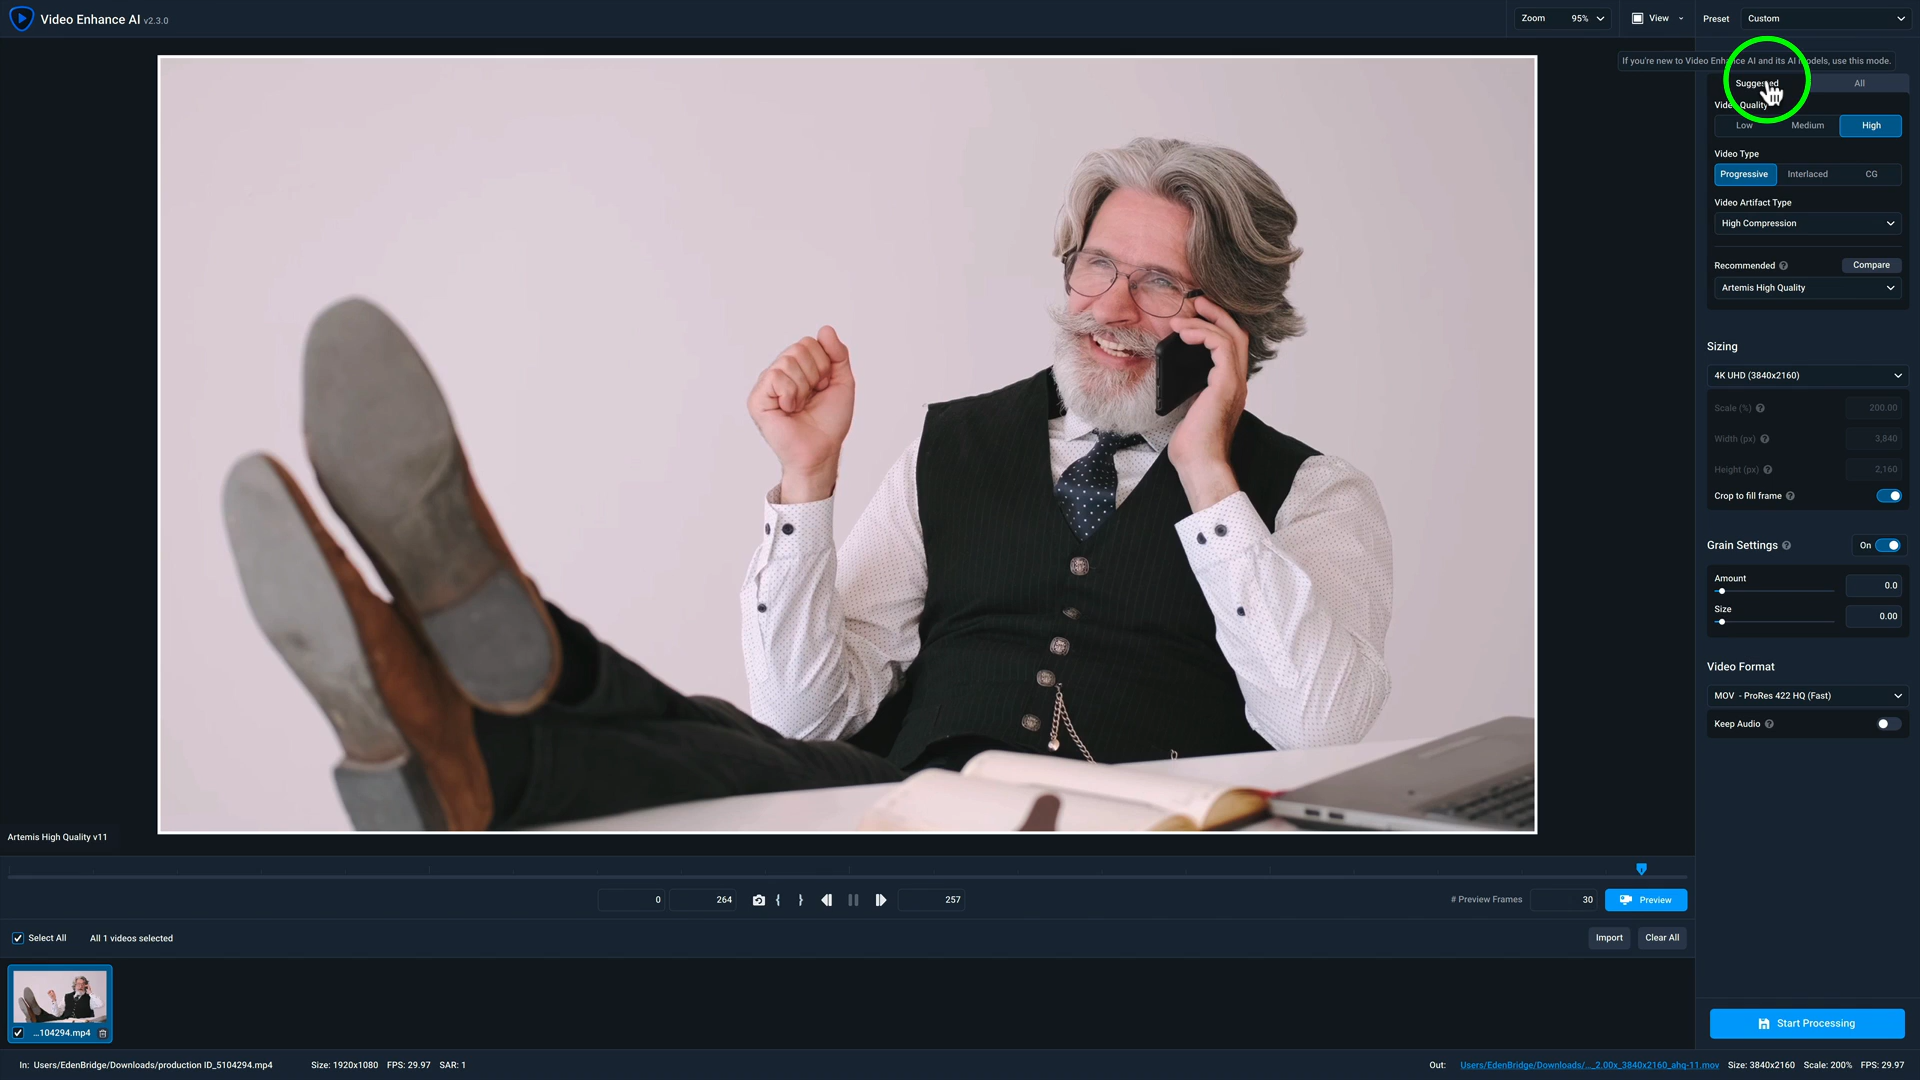 Video Enhance AI v2.3.0
Zoom 95%
View
Preset Custom
If you're new to Video Enhance AI and its AI models, use this mode.
Suggested All
Video Quality
Low Medium High
Video Type
Progressive Interlaced CG
Video Artifact Type
High Compression
Recommended Compare
Artemis High Quality
Sizing
4K UHD (3840x2160)
Scale (%) 200.00
Width (px) 3,840
Height (px) 2,160
Crop to fill frame
Grain Settings On
Amount
0.0
Size
0.00
Video Format
MOV - ProRes 422 HQ (Fast)
Keep Audio
Artemis High Quality v11
0 264 257
# Preview Frames 30 Preview
Select All All 1 videos selected
Import Clear All
...104294.mp4
Start Processing
In: Users/EdenBridge/Downloads/production ID_5104294.mp4 Size: 1920x1080 FPS: 29.97 SAR: 1
Out: Users/EdenBridge/Downloads/..._2.00x_3840x2160_ahq-11.mov Size: 3840x2160 Scale: 200% FPS: 29.97